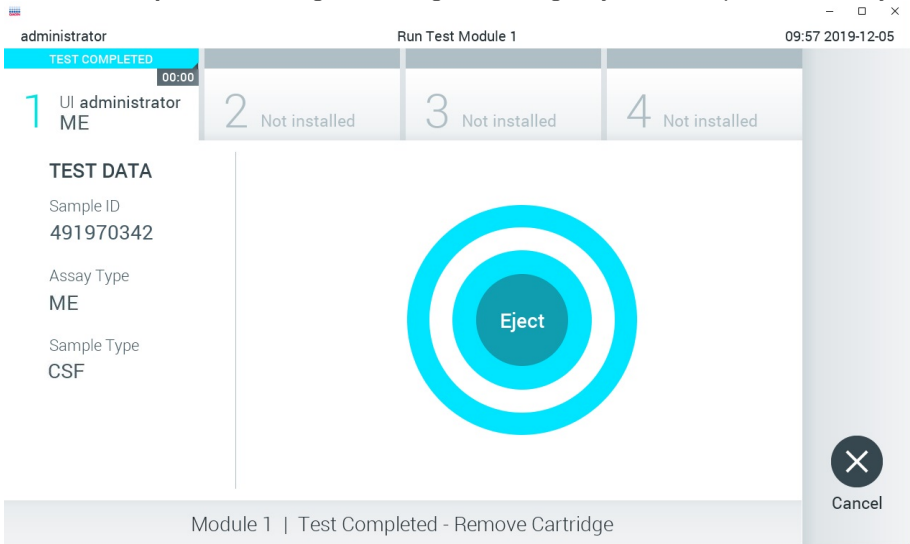 administrator Run Test Module 1 09:57 2019-12-05
TEST COMPLETED
00:00
1 UI administrator
ME
2 Not installed
3 Not installed
4 Not installed
TEST DATA
Sample ID
491970342
Assay Type
ME
Sample Type
CSF
Eject
Cancel
Module 1 | Test Completed - Remove Cartridge